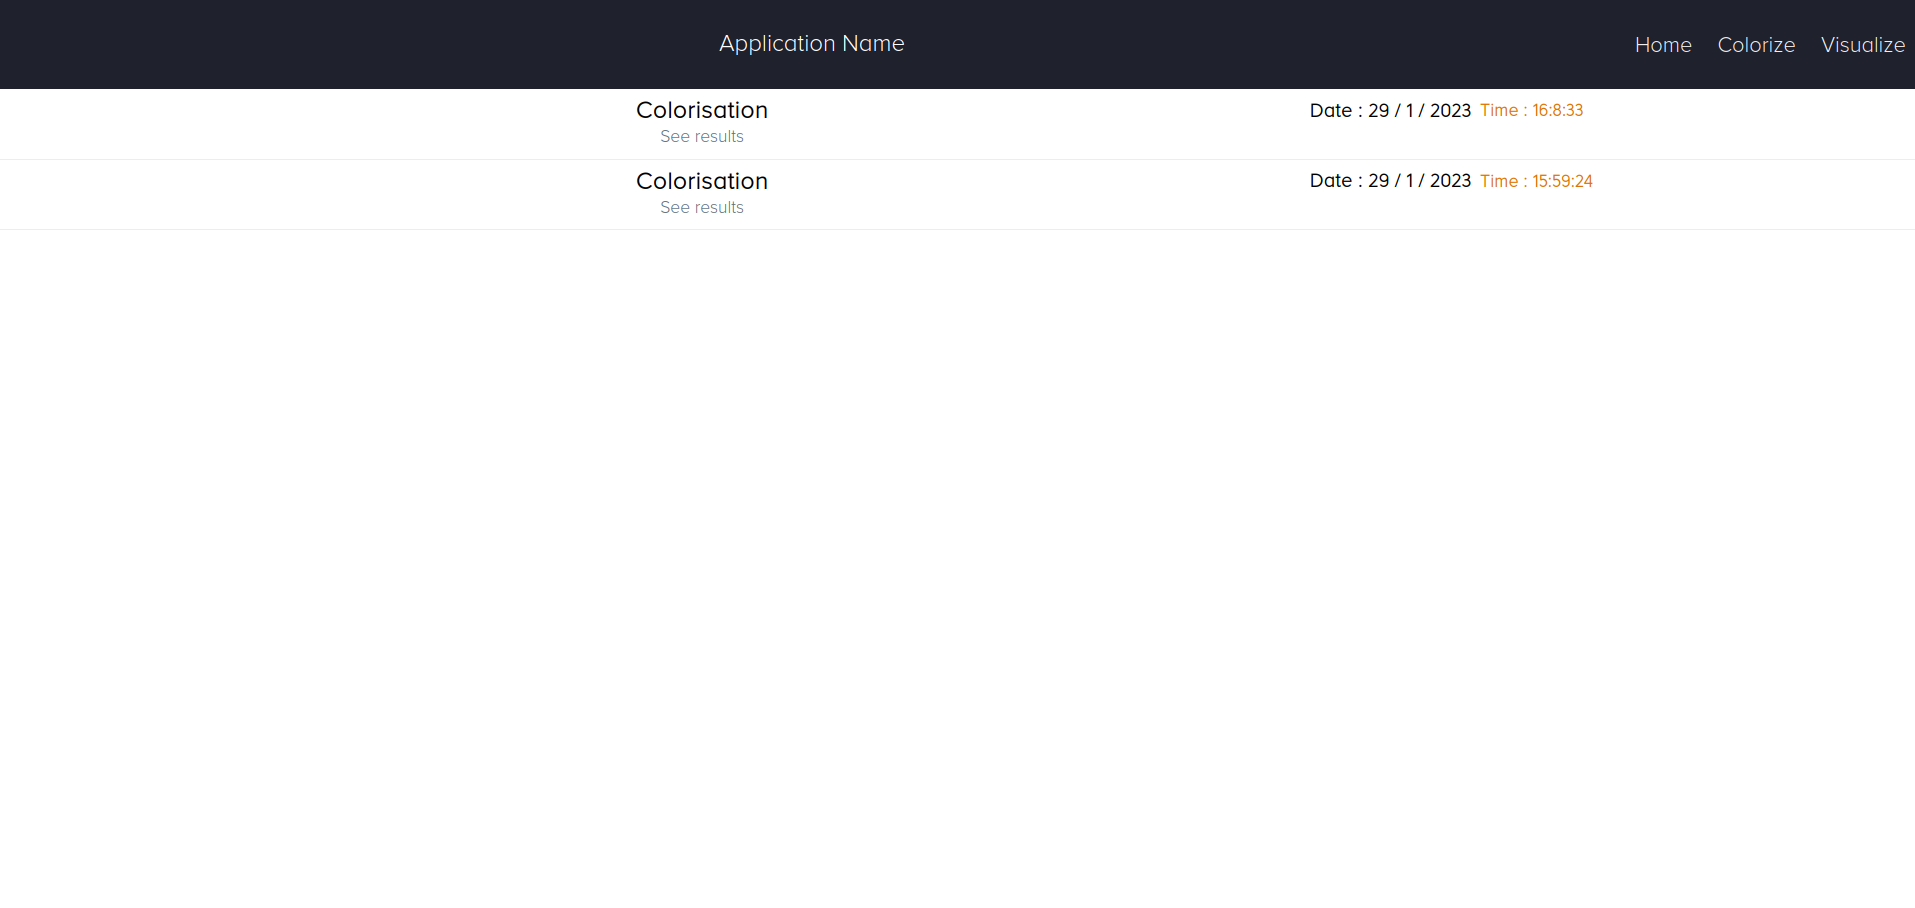 Application Name
Home Colorize Visualize
Colorisation
See results
Date : 29 / 1 / 2023 Time : 16:8:33
Colorisation
See results
Date : 29 / 1 / 2023 Time : 15:59:24